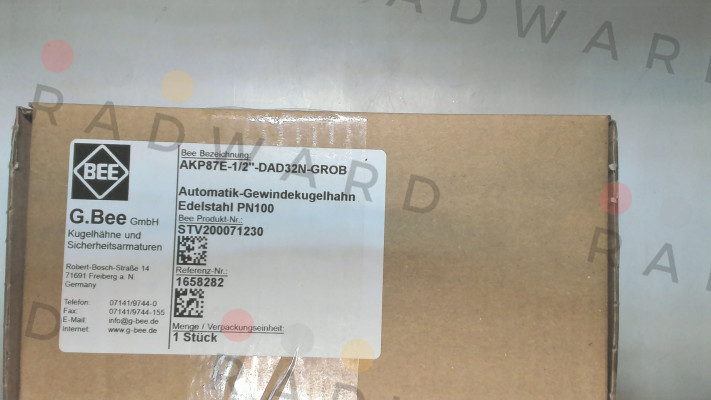 RADWARD
RADWARD
BEE
G.Bee GmbH
Kugelhähne und
Sicherheitsarmaturen
Robert-Bosch-Straße 14
71691 Freiberg a. N.
Germany
Telefon: 07141/9744-0
Fax: 07141/9744-155
E-Mail: info@g-bee.de
Internet: www.g-bee.de
Bee Bezeichnung:
AKP87E-1/2"-DAD32N-GROB
Automatik-Gewindekugelhahn
Edelstahl PN100
Bee Produkt-Nr.:
STV200071230
Referenz-Nr.:
1658282
Menge / Verpackungseinheit:
1 Stück